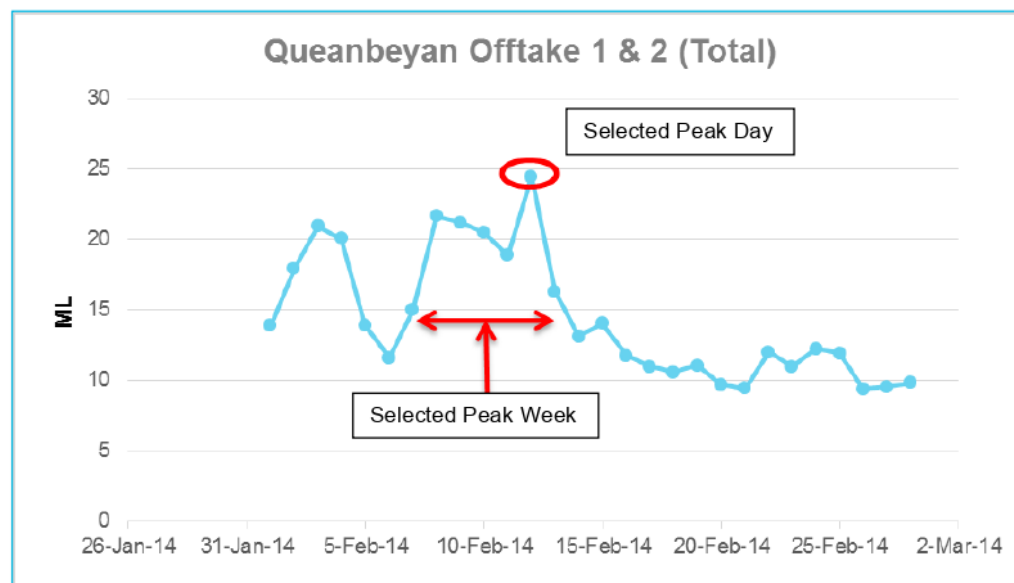 Queanbeyan Offtake 1 & 2 (Total)
30
Selected Peak Day
25
20
ML
15
10
Selected Peak Week
5
0
26-Jan-14 31-Jan-14 5-Feb-14 10-Feb-14 15-Feb-14 20-Feb-14 25-Feb-14 2-Mar-14